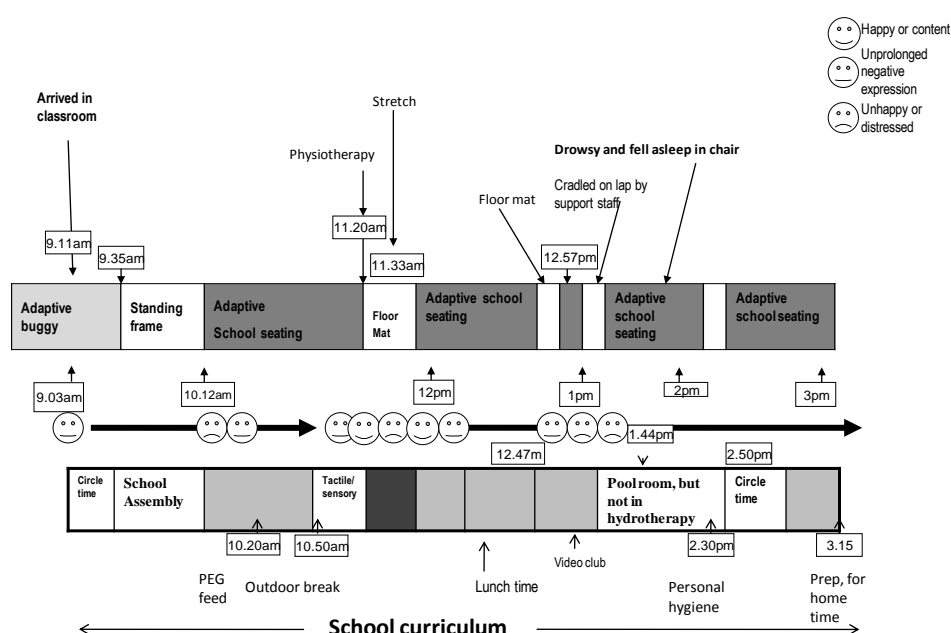 Happy or content
Unprolonged
negative
expression
Unhappy or
distressed
Arrived in
classroom
Stretch
Physiotherapy
Drowsy and fell asleep in chair
Cradled on lap by
support staff
Floor mat
9.11am
9.35am
11.20am
11.33am
12.57pm
Adaptive
buggy
Standing
frame
Adaptive
School seating
Floor
Mat
Adaptive school
seating
Adaptive
school
seating
Adaptive
school seating
9.03am
10.12am
12pm
1pm
2pm
3pm
1.44pm
12.47m
2.50pm
Circle
time
School
Assembly
Tactile/
sensory
Pool room, but
not in
hydrotherapy
Circle
time
10.20am
10.50am
2.30pm
3.15
PEG
feed
Outdoor break
Lunch time
Video club
Personal
hygiene
Prep, for
home
time
School curriculum